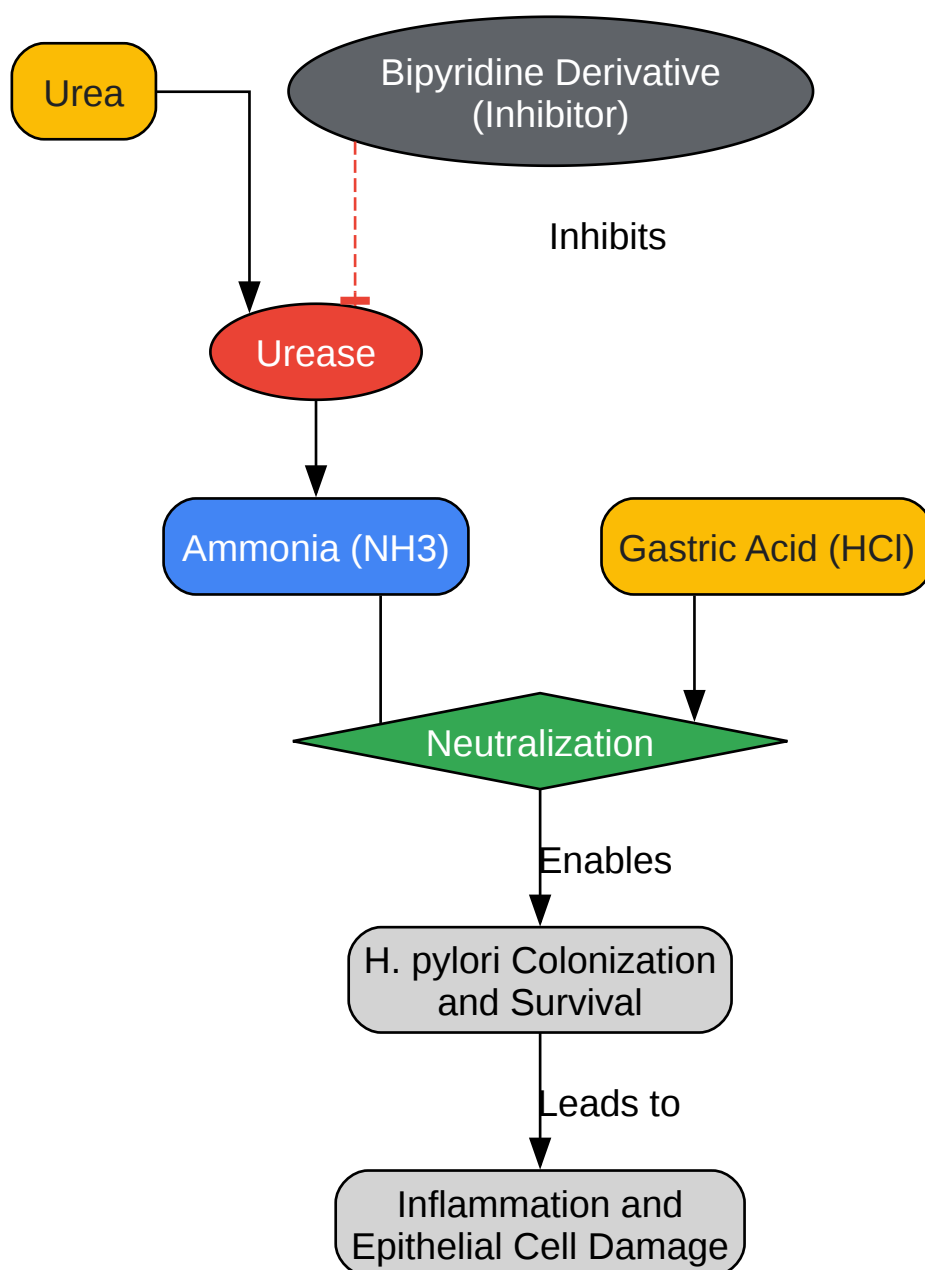 Urea
Bipyridine Derivative
(Inhibitor)
Inhibits
Urease
Ammonia (NH3)
Gastric Acid (HCl)
Neutralization
Enables
H. pylori Colonization
and Survival
Leads to
Inflammation and
Epithelial Cell Damage